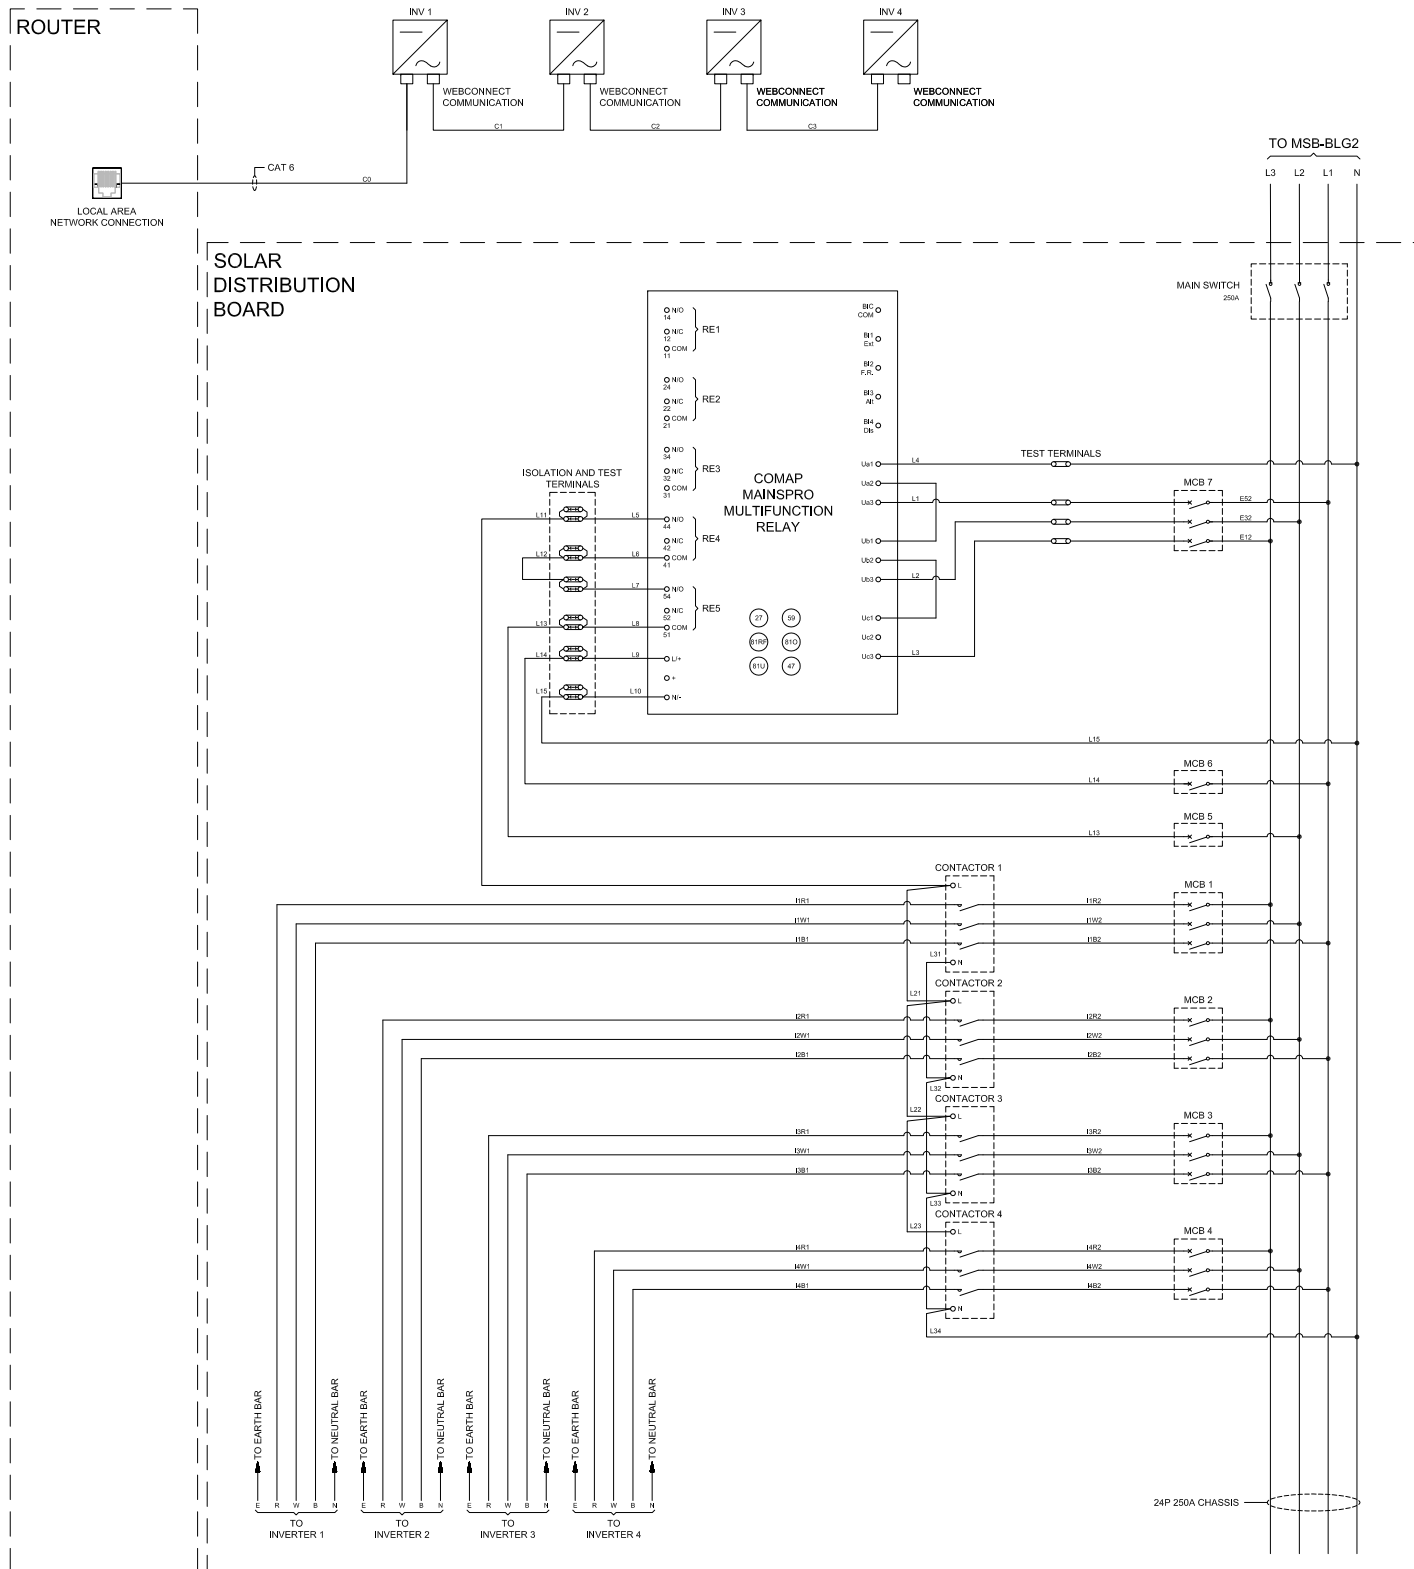 ROUTER
INV 1
INV 2
INV 3
INV 4
WEBCONNECT
COMMUNICATION
WEBCONNECT
COMMUNICATION
WEBCONNECT
COMMUNICATION
WEBCONNECT
COMMUNICATION
C1
C2
C3
CAT 6
C0
LOCAL AREA
NETWORK CONNECTION
TO MSB-BLG2
L3 L2 L1 N
SOLAR
DISTRIBUTION
BOARD
MAIN SWITCH
250A
N/O
14
N/C
12
COM
11
RE1
N/O
24
N/C
22
COM
21
RE2
N/O
34
N/C
32
COM
31
RE3
N/O
44
N/C
42
COM
41
RE4
N/O
54
N/C
52
COM
51
RE5
L/+
+
N/-
BIC
COM
BI1
Ext
BI2
F.R.
BI3
Alt
BI4
Dis
Ua1
Ua2
Ua3
Ub1
Ub2
Ub3
Uc1
Uc2
Uc3
COMAP
MAINSPRO
MULTIFUNCTION
RELAY
27 59
81RF 81O
81U 47
ISOLATION AND TEST
TERMINALS
L11 L5
L12 L6
L7
L13 L8
L14 L9
L15 L10
L4
L1
L2
L3
TEST TERMINALS
MCB 7
E52
E32
E12
L15
MCB 6
L14
MCB 5
L13
CONTACTOR 1
L
N
MCB 1
I1R1 I1R2
I1W1 I1W2
I1B1 I1B2
L31
L21
CONTACTOR 2
L
N
MCB 2
I2R1 I2R2
I2W1 I2W2
I2B1 I2B2
L32
L22
CONTACTOR 3
L
N
MCB 3
I3R1 I3R2
I3W1 I3W2
I3B1 I3B2
L33
L23
CONTACTOR 4
L
N
MCB 4
I4R1 I4R2
I4W1 I4W2
I4B1 I4B2
L34
TO EARTH BAR
TO NEUTRAL BAR
TO EARTH BAR
TO NEUTRAL BAR
TO EARTH BAR
TO NEUTRAL BAR
TO EARTH BAR
TO NEUTRAL BAR
E R W B N
E R W B N
E R W B N
E R W B N
TO
INVERTER 1
TO
INVERTER 2
TO
INVERTER 3
TO
INVERTER 4
24P 250A CHASSIS